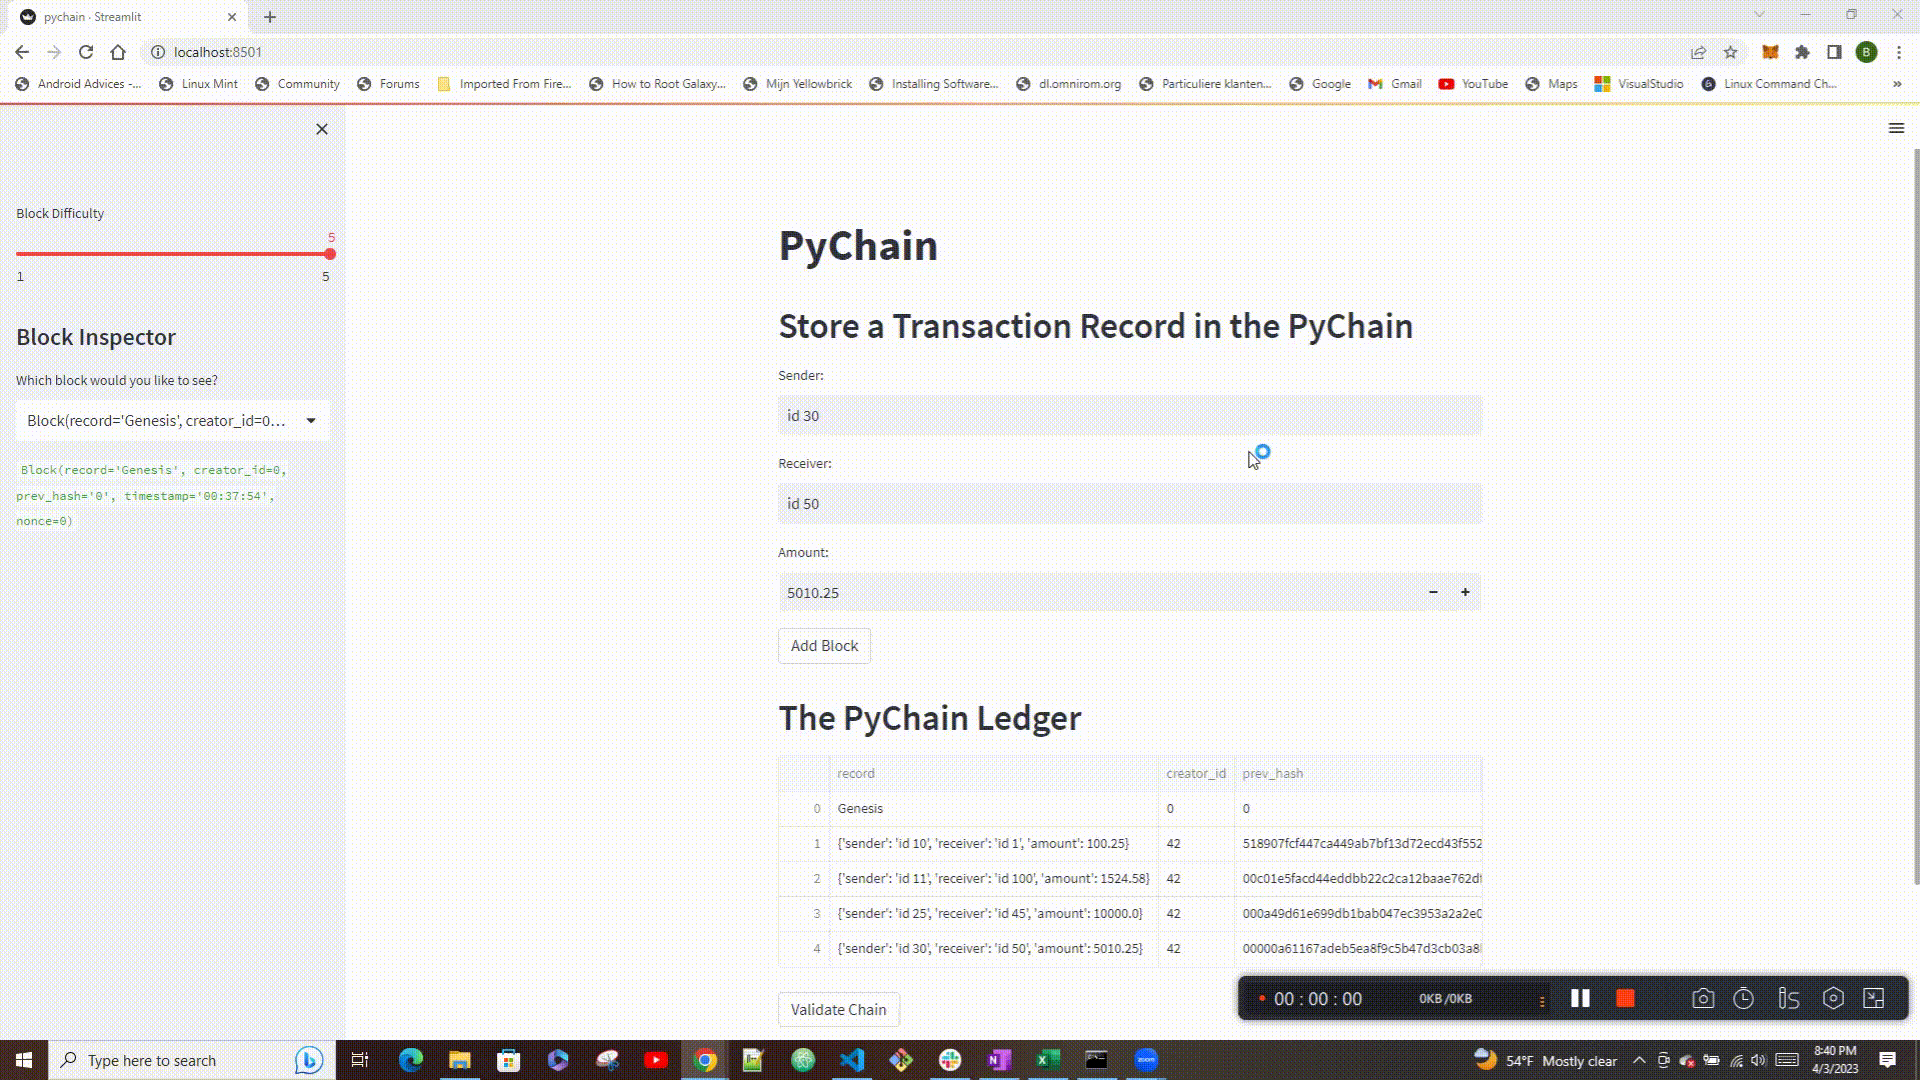 pychain · Streamlit
localhost:8501
B
Android Advices -... Linux Mint Community Forums Imported From Fire... How to Root Galaxy... Mijn Yellowbrick Installing Software... dl.omnirom.org Particuliere klanten... Google Gmail YouTube Maps VisualStudio Linux Command Ch... »
Block Difficulty
5
1 5
Block Inspector
Which block would you like to see?
Block(record='Genesis', creator_id=0...
Block(record='Genesis', creator_id=0,
prev_hash='0', timestamp='00:37:54',
nonce=0)
PyChain
Store a Transaction Record in the PyChain
Sender:
id 30
Receiver:
id 50
Amount:
5010.25
Add Block
The PyChain Ledger
record creator_id prev_hash
0 Genesis 0 0
1 {'sender': 'id 10', 'receiver': 'id 1', 'amount': 100.25} 42 518907fcf447ca449ab7bf13d72ecd43f552
2 {'sender': 'id 11', 'receiver': 'id 100', 'amount': 1524.58} 42 00c01e5facd44eddbb22c2ca12baae762d
3 {'sender': 'id 25', 'receiver': 'id 45', 'amount': 10000.0} 42 000a49d61e699db1bab047ec3953a2a2e0
4 {'sender': 'id 30', 'receiver': 'id 50', 'amount': 5010.25} 42 00000a61167adeb5ea8f9c5b47d3cb03a8
Validate Chain
00 : 00 : 00 0KB/0KB
Type here to search
zoom
54°F Mostly clear
8:40 PM
4/3/2023